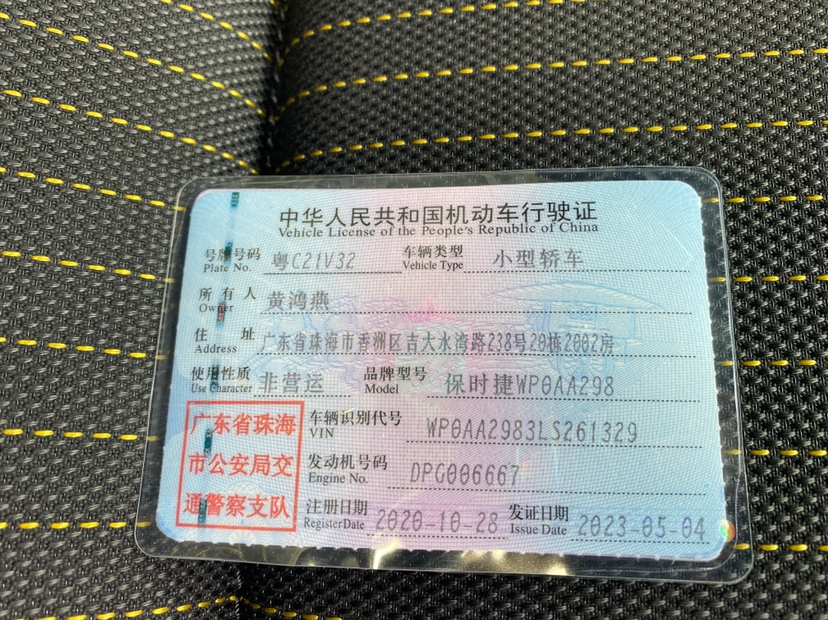 中华人民共和国机动车行驶证
Vehicle License of the People's Republic of China
号牌号码 粤C21V32 车辆类型 小型轿车
Plate No. Vehicle Type
所有人 黄鸿燕
Owner
住址 广东省珠海市香洲区吉大水湾路238号20栋2002房
Address
使用性质 非营运 品牌型号 保时捷WP0AA298
Use Character Model
广东省珠海市公安局交通警察支队
车辆识别代号 WP0AA2983LS261329
VIN
发动机号码 DPG006667
Engine No.
注册日期 2020-10-28 发证日期 2023-05-04
Register Date Issue Date